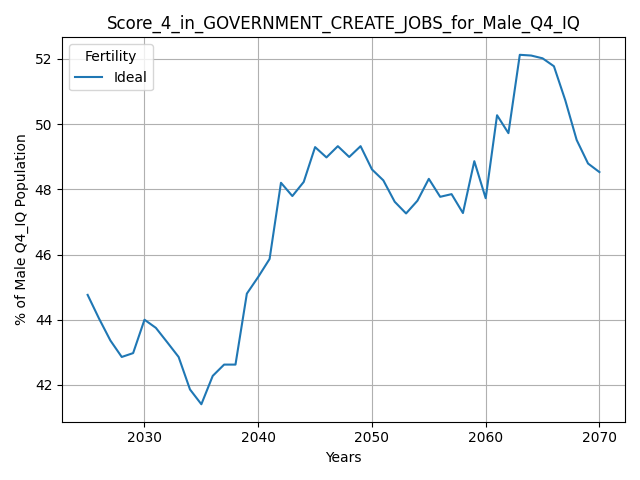 Score_4_in_GOVERNMENT_CREATE_JOBS_for_Male_Q4_IQ
Fertility
Ideal
% of Male Q4_IQ Population
52
50
48
46
44
42
2030
2040
2050
2060
2070
Years